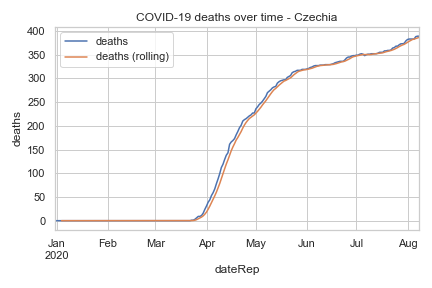 COVID-19 deaths over time - Czechia
400
350
300
250
200
150
100
50
0
deaths
deaths
deaths (rolling)
Jan Feb Mar Apr May Jun Jul Aug
2020
dateRep